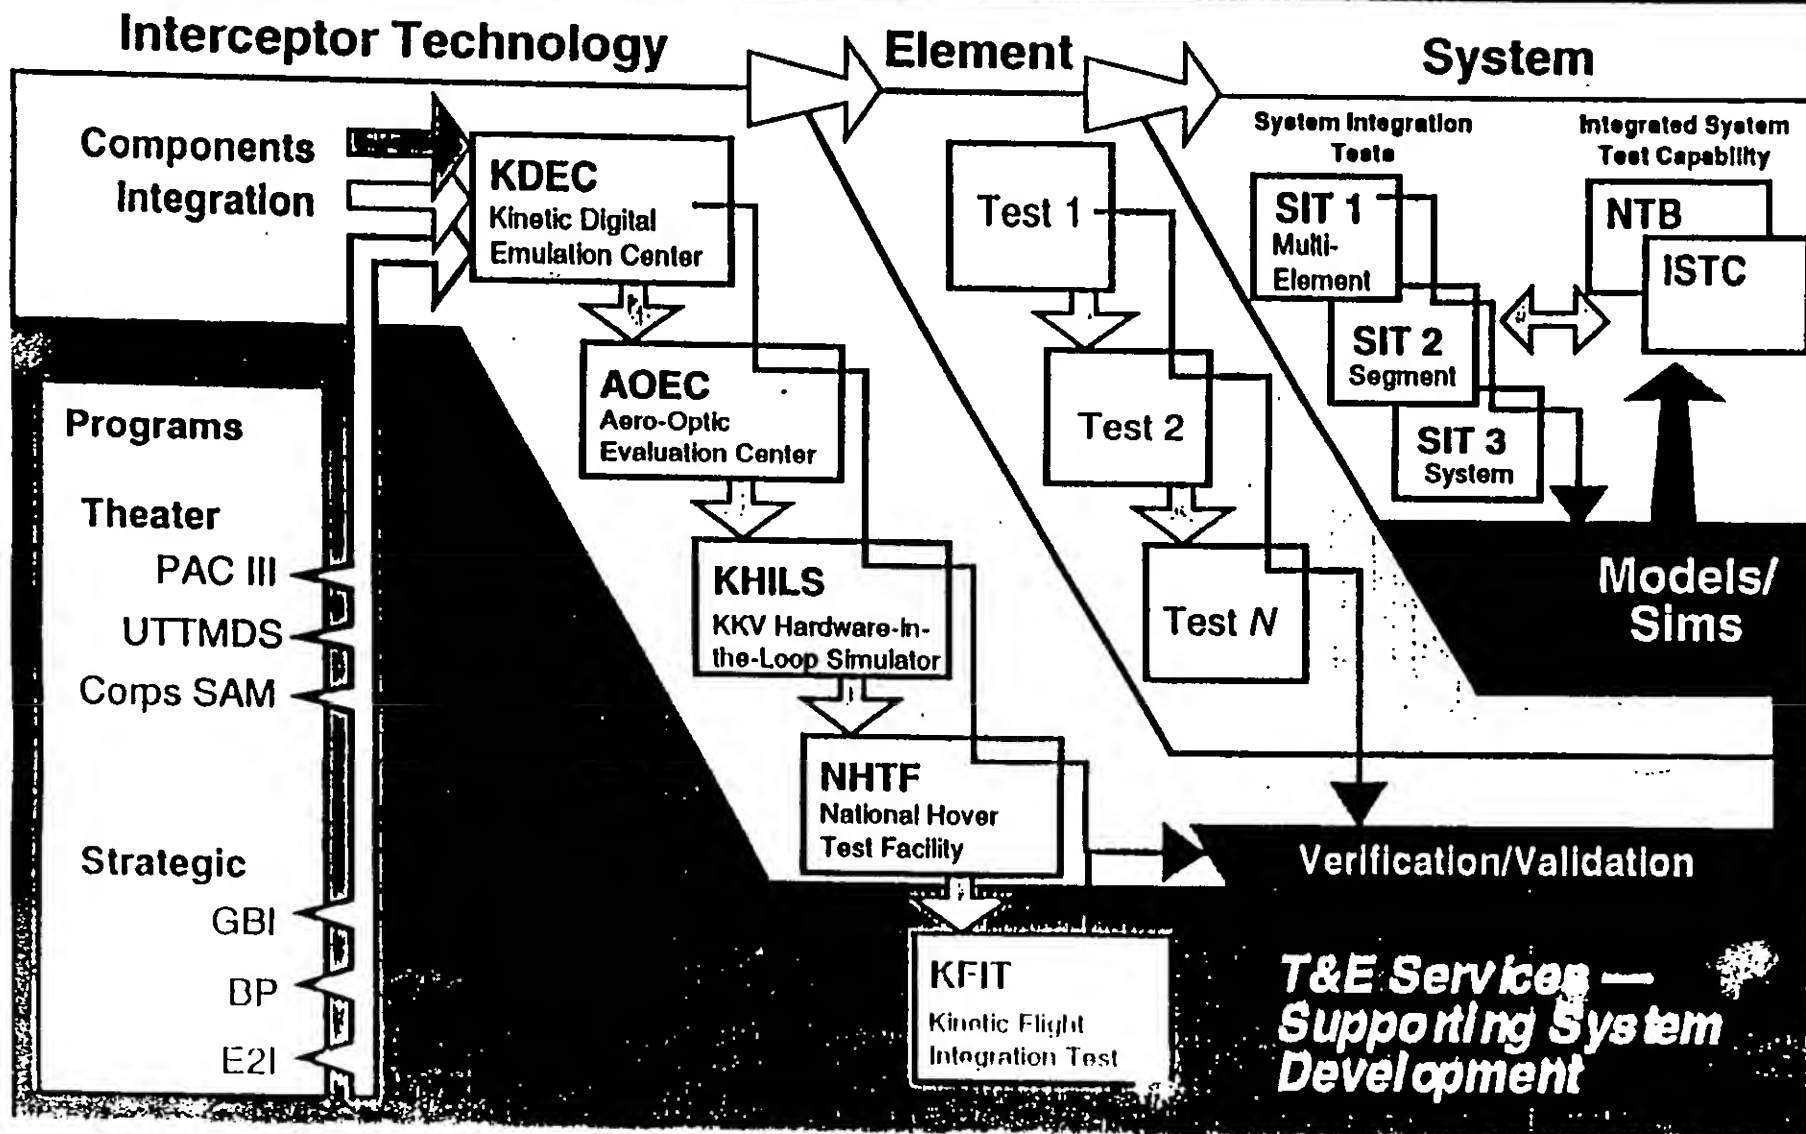 Interceptor Technology
Element
System
Components
Integration
KDEC
Kinetic Digital
Emulation Center
AOEC
Aero-Optic
Evaluation Center
KHILS
KKV Hardware-in-
the-Loop Simulator
NHTF
National Hover
Test Facility
KFIT
Kinetic Flight
Integration Test
Programs
Theater
PAC III
UTTMDS
Corps SAM
Strategic
GBI
BP
E2I
Test 1
Test 2
Test N
System Integration
Tests
SIT 1
Multi-
Element
SIT 2
Segment
SIT 3
System
Integrated System
Test Capability
NTB
ISTC
Models/
Sims
Verification/Validation
T&E Services —
Supporting System
Development